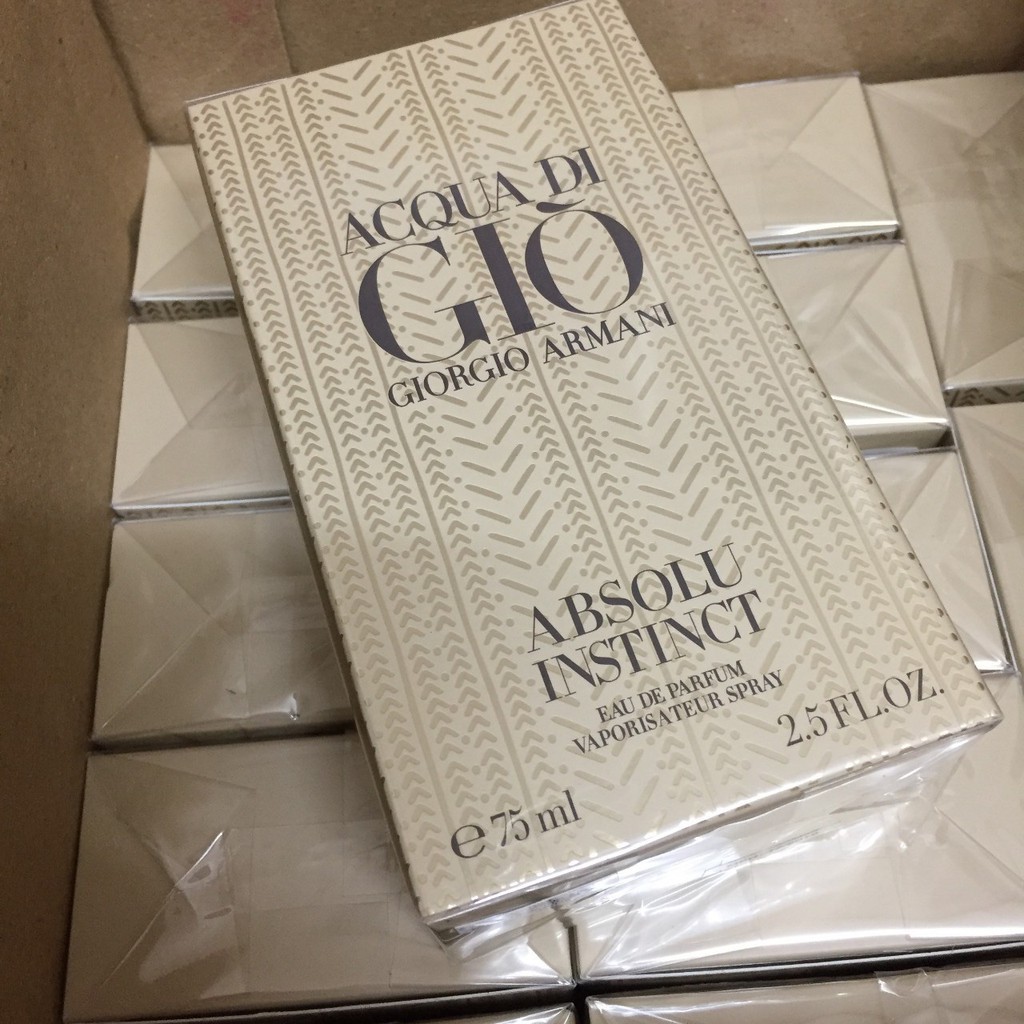 ACQUA DI
GIÒ
GIORGIO ARMANI
ABSOLU
INSTINCT
EAU DE PARFUM
VAPORISATEUR SPRAY
℮ 75 ml
2.5 FL.OZ.